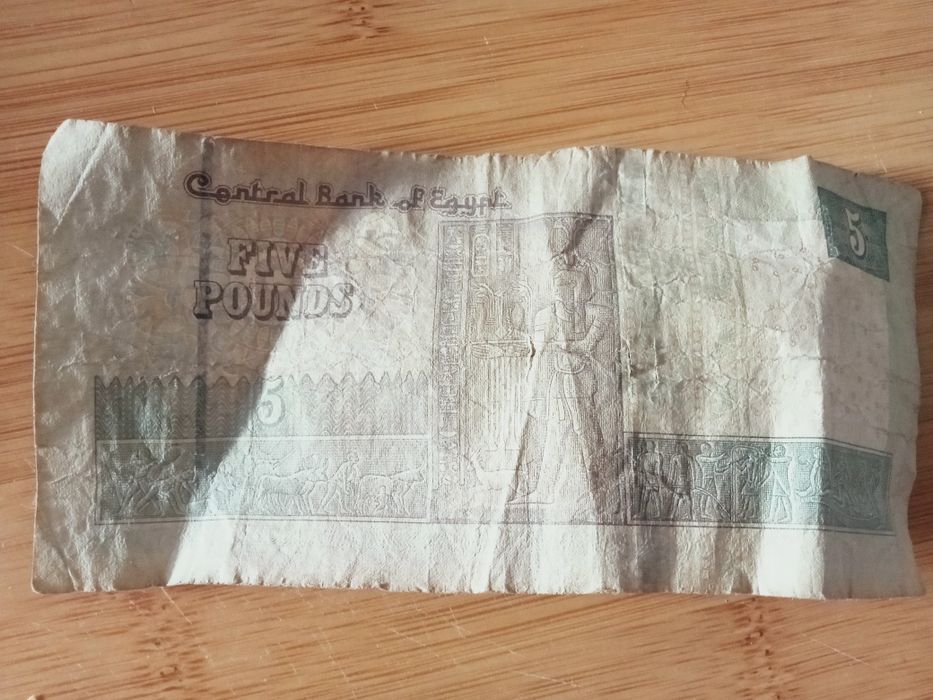 Central Bank of Egypt
5
FIVE
POUNDS
5